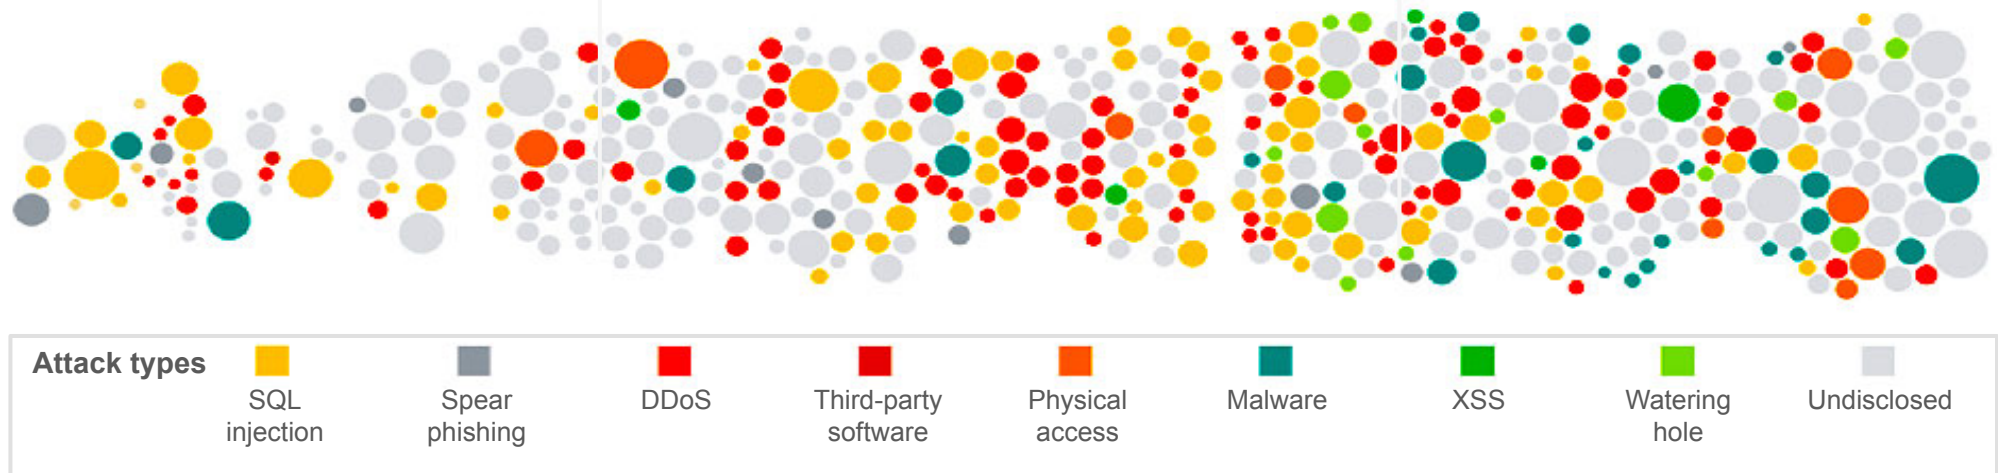 Attack types
SQL
injection
Spear
phishing
DDoS
Third-party
software
Physical
access
Malware
XSS
Watering
hole
Undisclosed